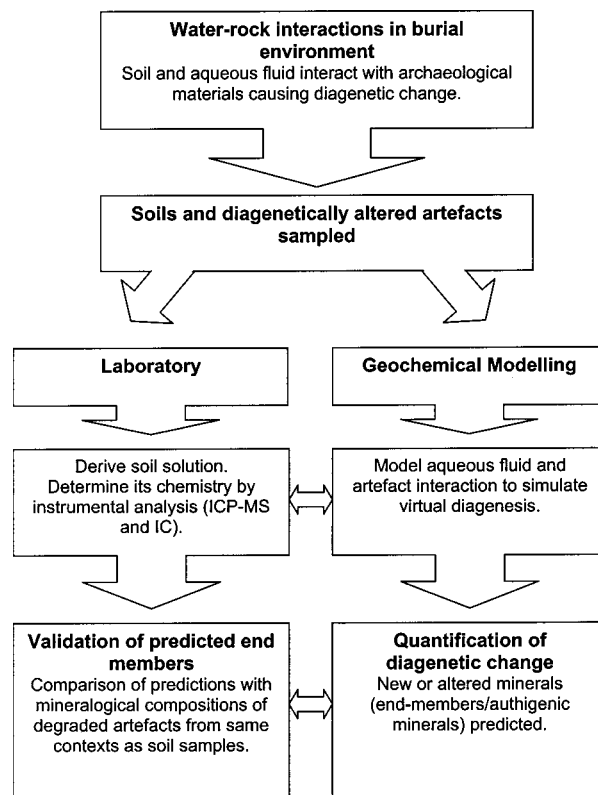 Water-rock interactions in burial
environment
Soil and aqueous fluid interact with archaeological
materials causing diagenetic change.
Soils and diagenetically altered artefacts
sampled
Laboratory
Geochemical Modelling
Derive soil solution.
Determine its chemistry by
instrumental analysis (ICP-MS
and IC).
Model aqueous fluid and
artefact interaction to simulate
virtual diagenesis.
Validation of predicted end
members
Comparison of predictions with
mineralogical compositions of
degraded artefacts from same
contexts as soil samples.
Quantification of
diagenetic change
New or altered minerals
(end-members/authigenic
minerals) predicted.